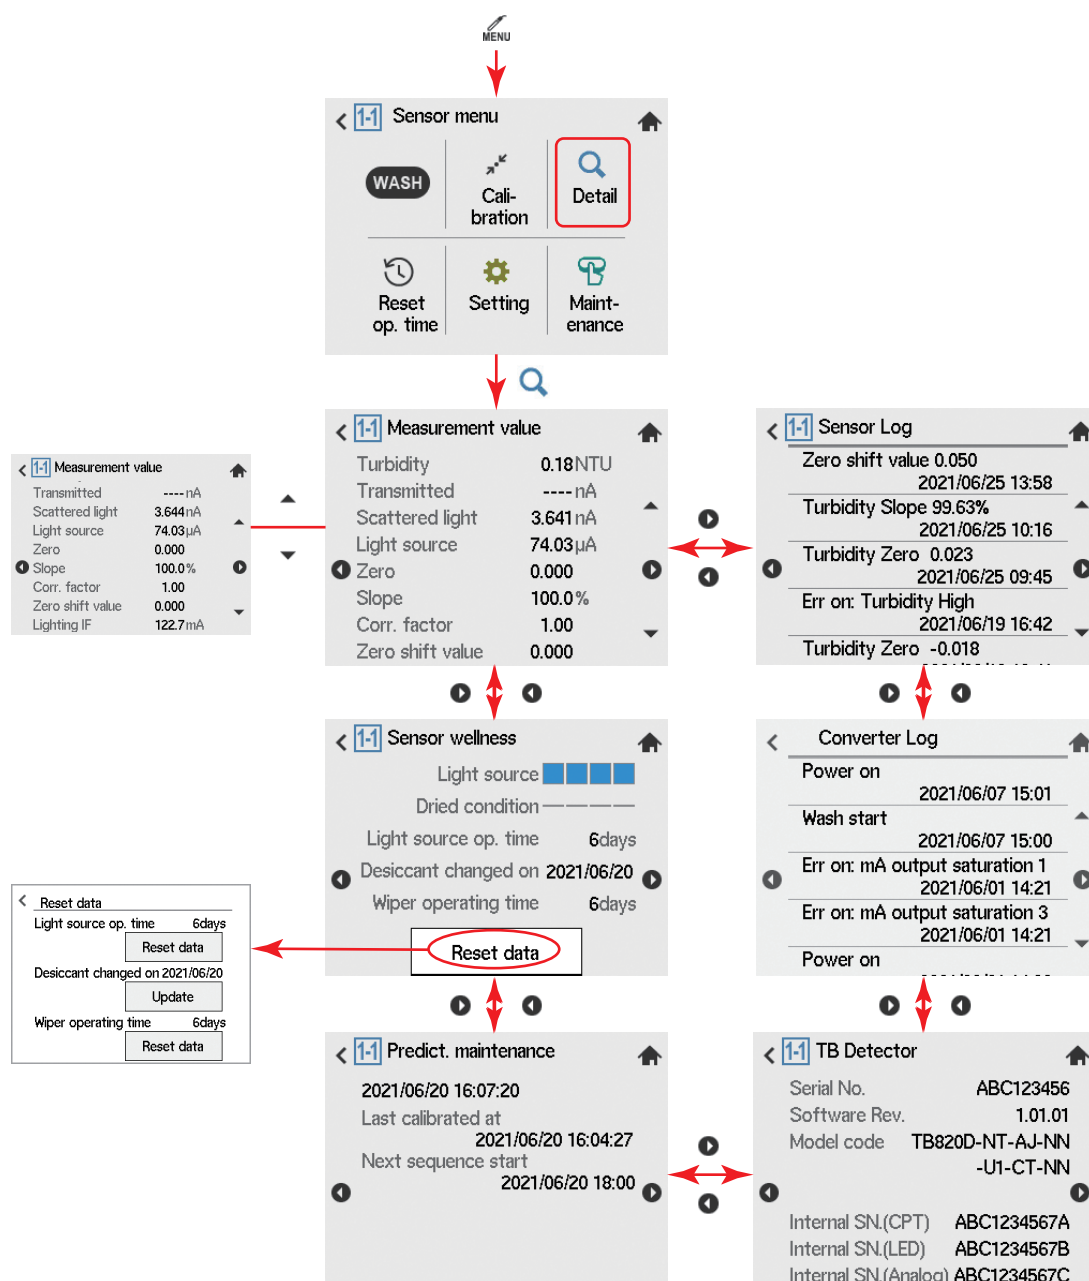 MENU
1-1 Sensor menu
WASH
Cali-
bration
Detail
Reset
op. time
Setting
Maint-
enance
1-1 Measurement value
Transmitted ---- nA
Scattered light 3.644 nA
Light source 74.03 µA
Zero 0.000
Slope 100.0 %
Corr. factor 1.00
Zero shift value 0.000
Lighting IF 122.7 mA
1-1 Measurement value
Turbidity 0.18 NTU
Transmitted ---- nA
Scattered light 3.641 nA
Light source 74.03 µA
Zero 0.000
Slope 100.0 %
Corr. factor 1.00
Zero shift value 0.000
1-1 Sensor Log
Zero shift value 0.050
2021/06/25 13:58
Turbidity Slope 99.63%
2021/06/25 10:16
Turbidity Zero 0.023
2021/06/25 09:45
Err on: Turbidity High
2021/06/19 16:42
Turbidity Zero -0.018
1-1 Sensor wellness
Light source
Dried condition – – – –
Light source op. time 6days
Desiccant changed on 2021/06/20
Wiper operating time 6days
Reset data
Converter Log
Power on
2021/06/07 15:01
Wash start
2021/06/07 15:00
Err on: mA output saturation 1
2021/06/01 14:21
Err on: mA output saturation 3
2021/06/01 14:21
Power on
Reset data
Light source op. time 6days
Reset data
Desiccant changed on 2021/06/20
Update
Wiper operating time 6days
Reset data
1-1 Predict. maintenance
2021/06/20 16:07:20
Last calibrated at
2021/06/20 16:04:27
Next sequence start
2021/06/20 18:00
1-1 TB Detector
Serial No. ABC123456
Software Rev. 1.01.01
Model code TB820D-NT-AJ-NN
-U1-CT-NN
Internal SN.(CPT) ABC1234567A
Internal SN.(LED) ABC1234567B
Internal SN.(Analog) ABC1234567C